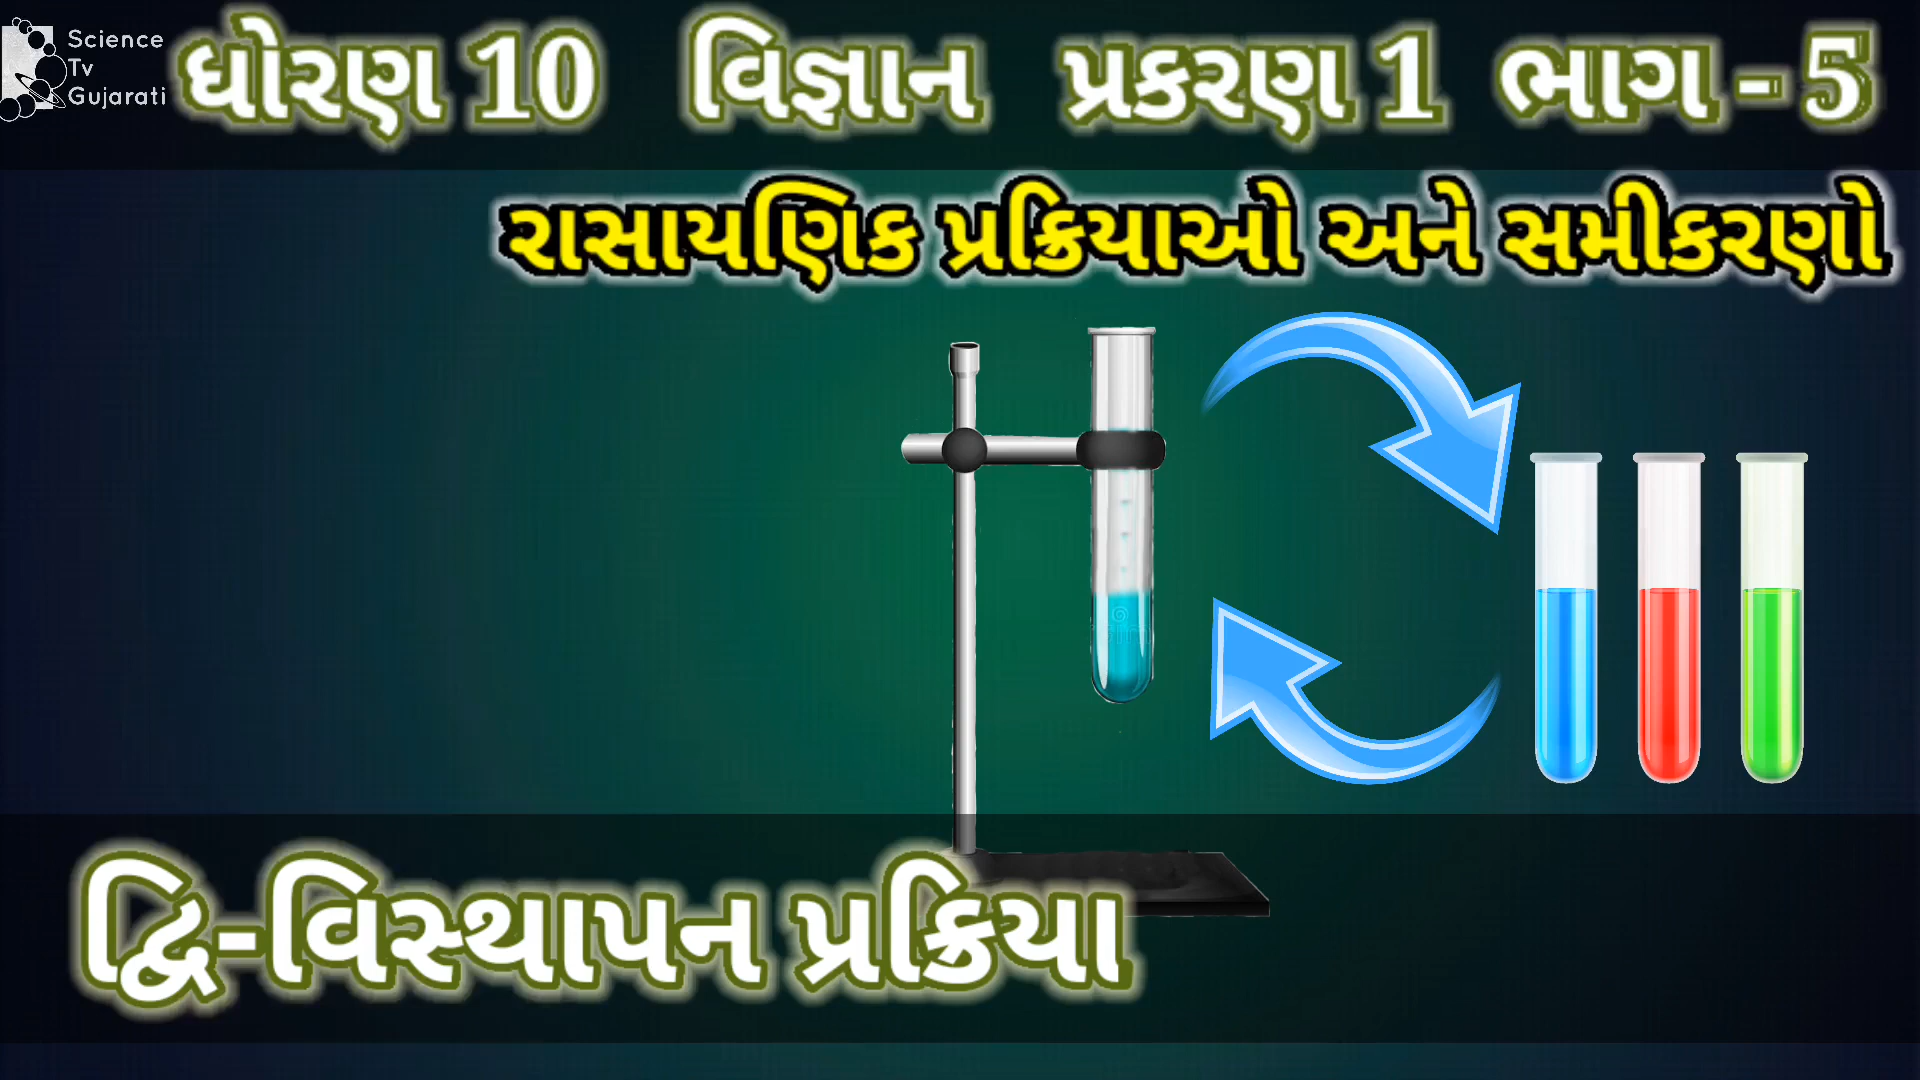 Science
Tv
Gujarati
ધોરણ 10 વિજ્ઞાન પ્રકરણ 1 ભાગ - 5
રાસાયણિક પ્રક્રિયાઓ અને સમીકરણો
દ્વિ-વિસ્થાપન પ્રક્રિયા